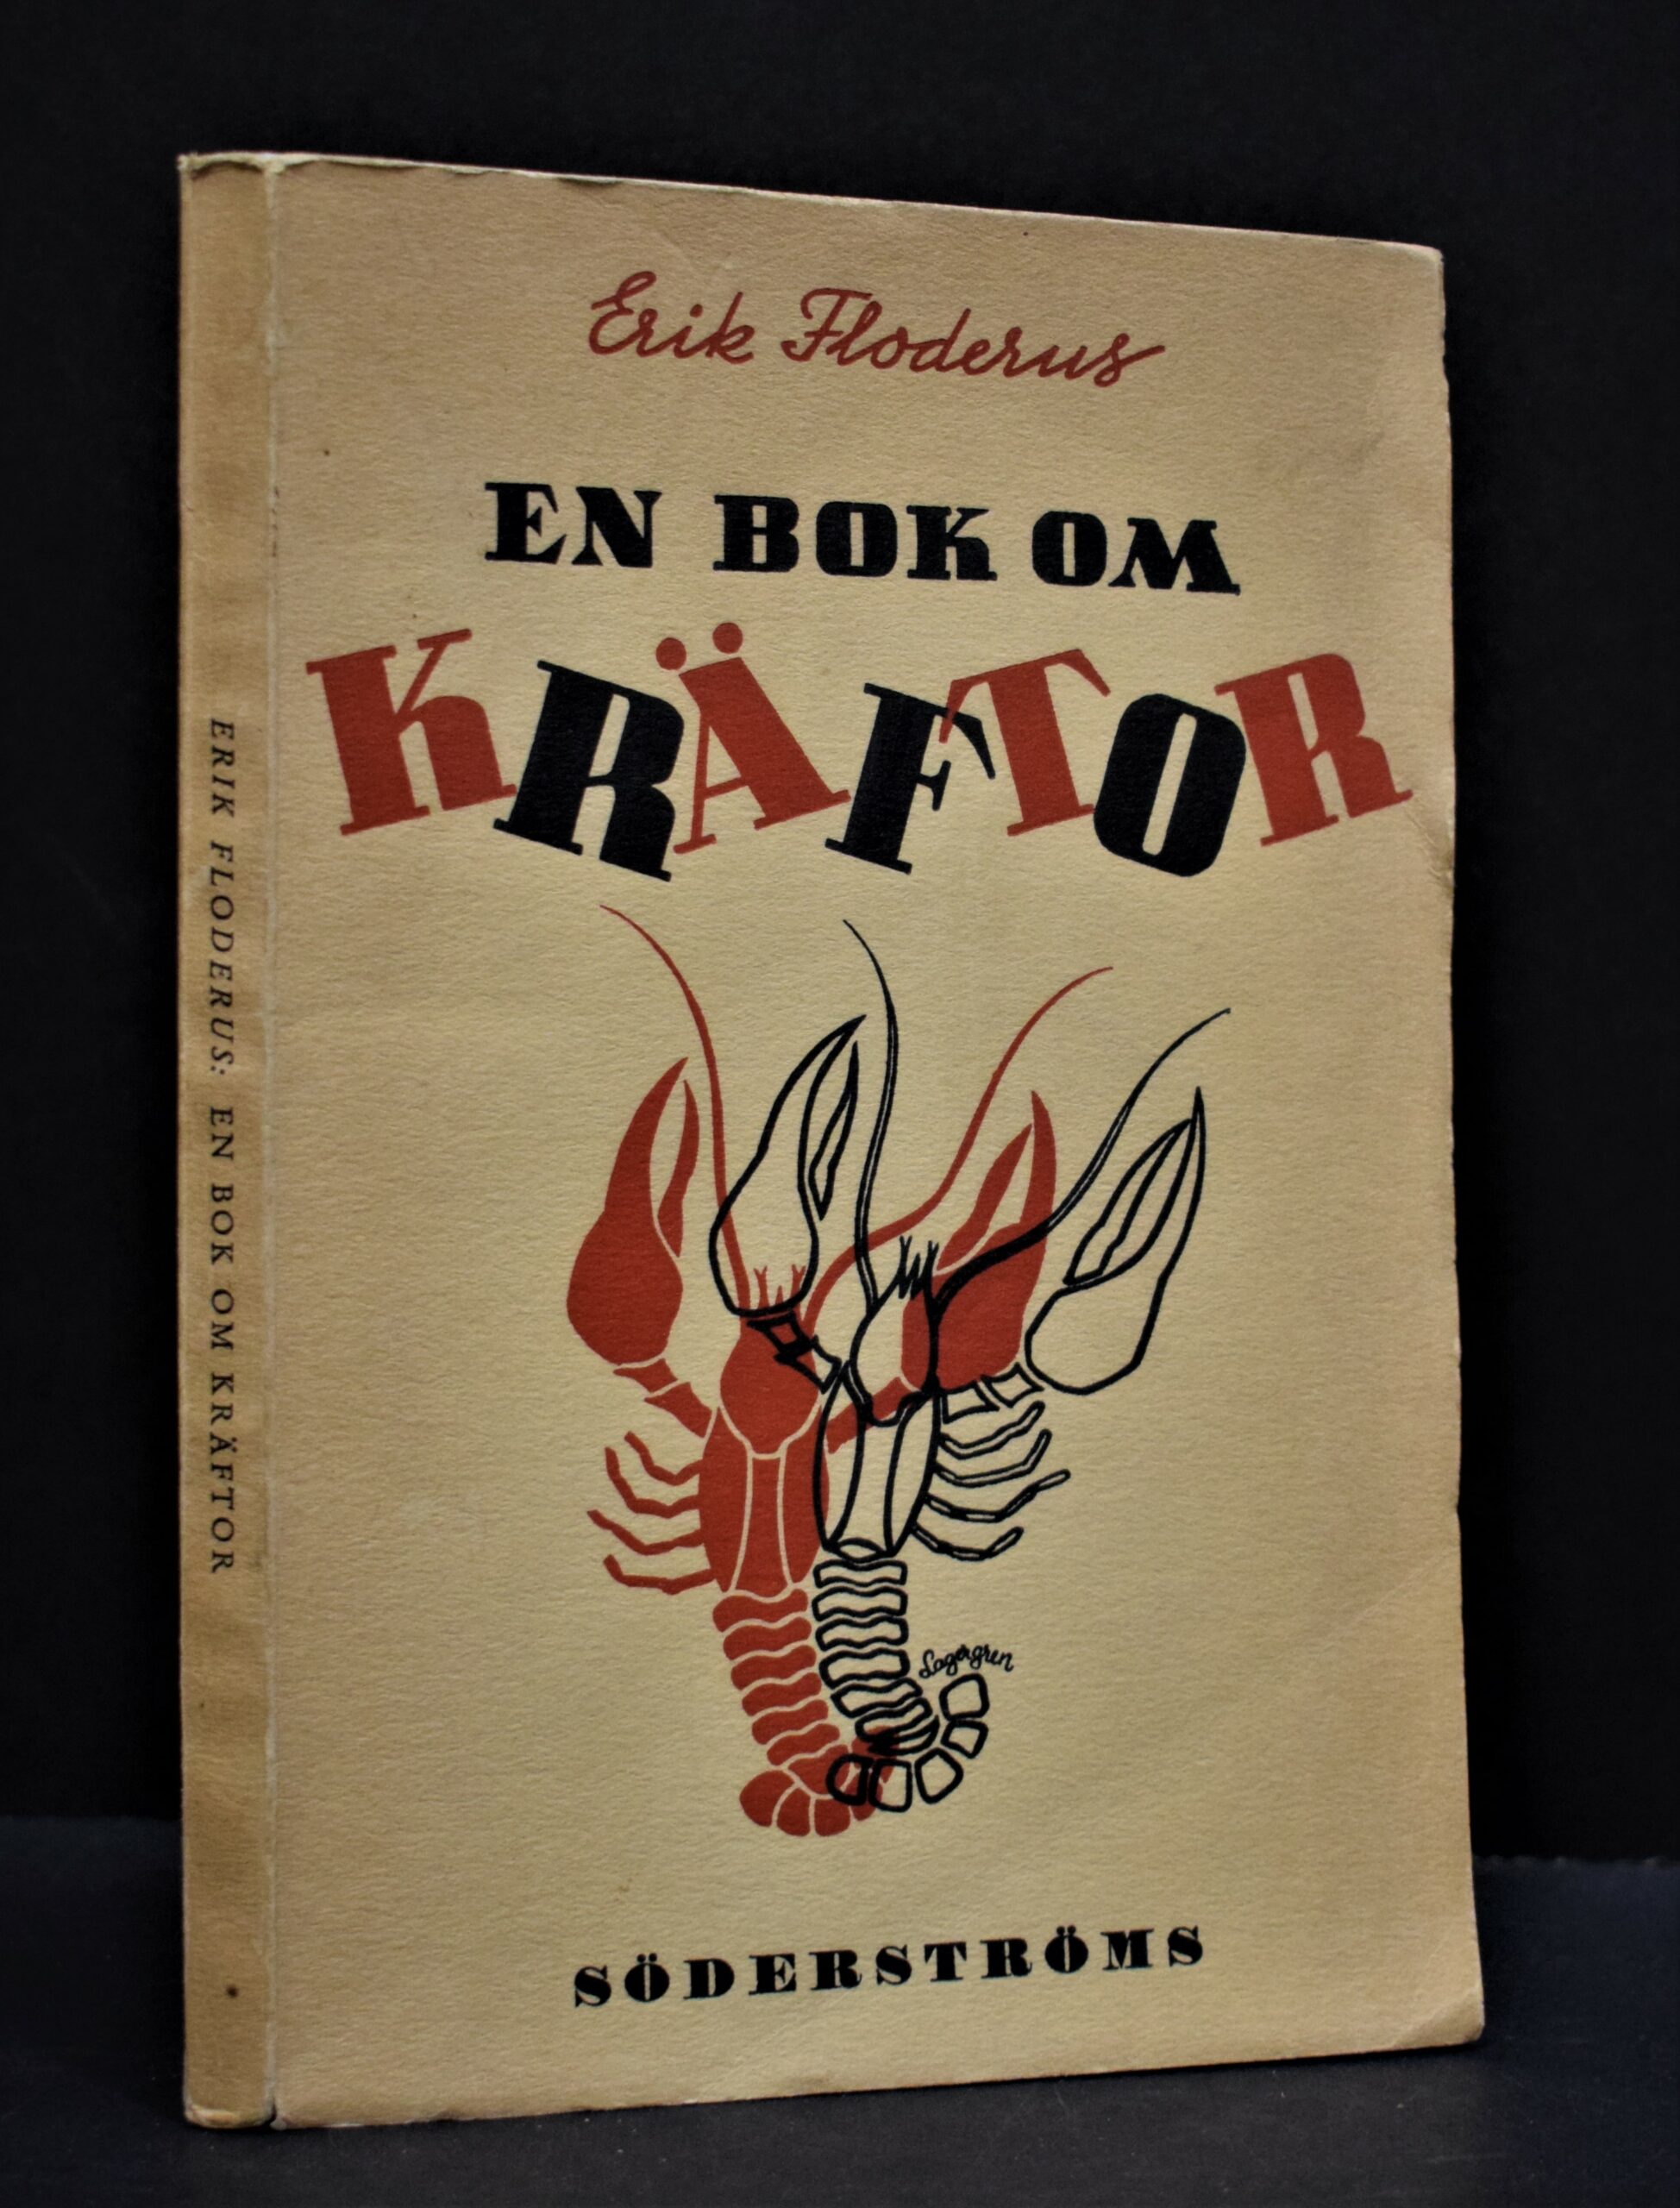 Erik Floderus
EN BOK OM
KRÄFTOR
Lagergren
SÖDERSTRÖMS
ERIK FLODERUS: EN BOK OM KRÄFTOR